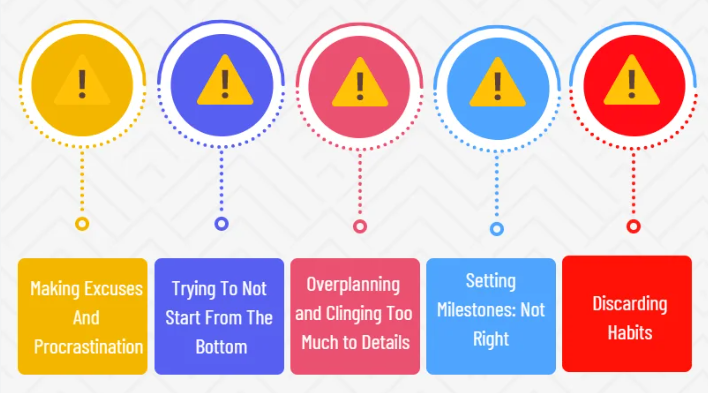 Making Excuses
And
Procrastination
Trying To Not
Start From The
Bottom
Overplanning
and Clinging Too
Much to Details
Setting
Milestones: Not
Right
Discarding
Habits